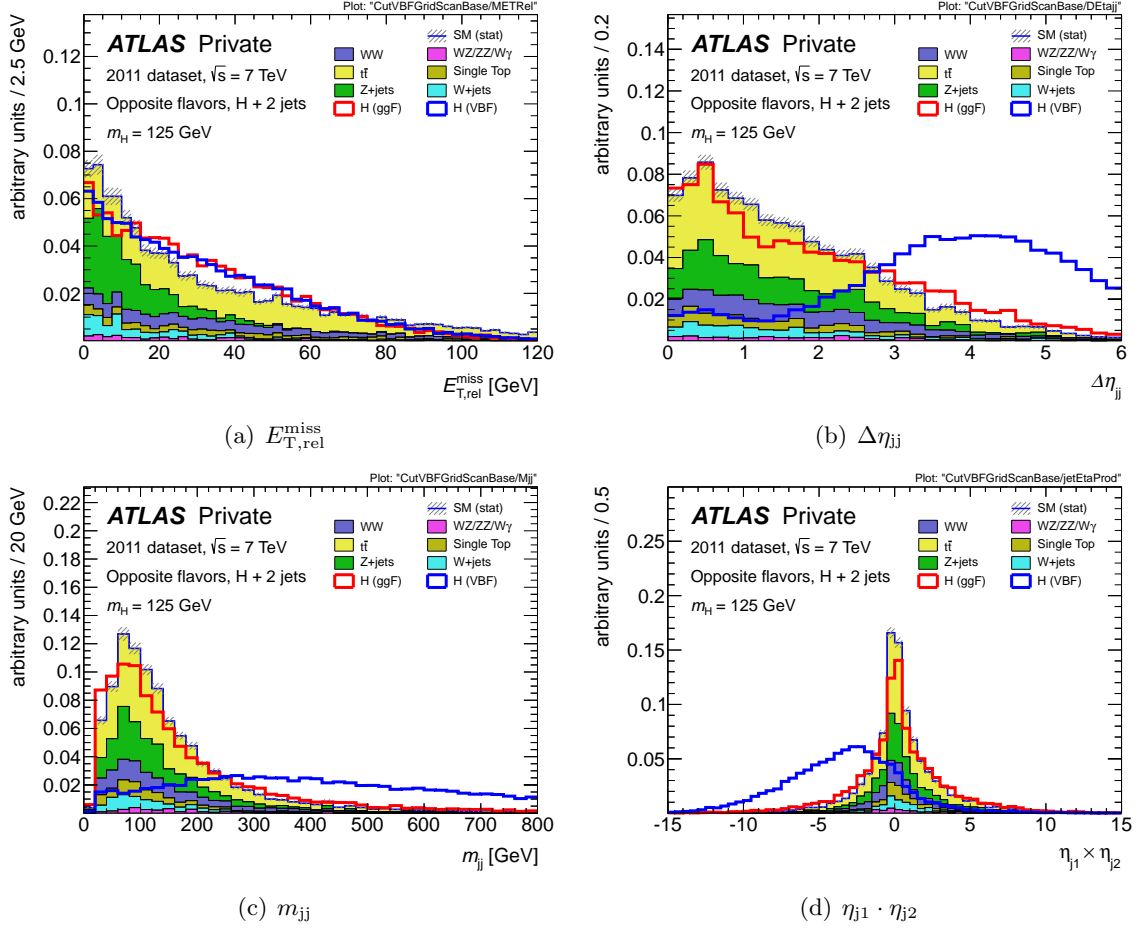 Plot: "CutVBFGridScanBase/METRel"
arbitrary units / 2.5 GeV
0.12
0.1
0.08
0.06
0.04
0.02
ATLAS Private
2011 dataset, √s = 7 TeV
Opposite flavors, H + 2 jets
m_H = 125 GeV
SM (stat)
WW WZ/ZZ/Wγ
tt̄ Single Top
Z+jets W+jets
H (ggF) H (VBF)
0 20 40 60 80 100 120
E_T,rel^miss [GeV]
(a) E_T,rel^miss
Plot: "CutVBFGridScanBase/DEtajj"
arbitrary units / 0.2
0.14
0.12
0.1
0.08
0.06
0.04
0.02
ATLAS Private
2011 dataset, √s = 7 TeV
Opposite flavors, H + 2 jets
m_H = 125 GeV
SM (stat)
WW WZ/ZZ/Wγ
tt̄ Single Top
Z+jets W+jets
H (ggF) H (VBF)
0 1 2 3 4 5 6
Δη_jj
(b) Δη_jj
Plot: "CutVBFGridScanBase/Mjj"
arbitrary units / 20 GeV
0.22
0.2
0.18
0.16
0.14
0.12
0.1
0.08
0.06
0.04
0.02
ATLAS Private
2011 dataset, √s = 7 TeV
Opposite flavors, H + 2 jets
m_H = 125 GeV
SM (stat)
WW WZ/ZZ/Wγ
tt̄ Single Top
Z+jets W+jets
H (ggF) H (VBF)
0 100 200 300 400 500 600 700 800
m_jj [GeV]
(c) m_jj
Plot: "CutVBFGridScanBase/jetEtaProd"
arbitrary units / 0.5
0.25
0.2
0.15
0.1
0.05
ATLAS Private
2011 dataset, √s = 7 TeV
Opposite flavors, H + 2 jets
m_H = 125 GeV
SM (stat)
WW WZ/ZZ/Wγ
tt̄ Single Top
Z+jets W+jets
H (ggF) H (VBF)
-15 -10 -5 0 5 10 15
η_j1 × η_j2
(d) η_j1 · η_j2